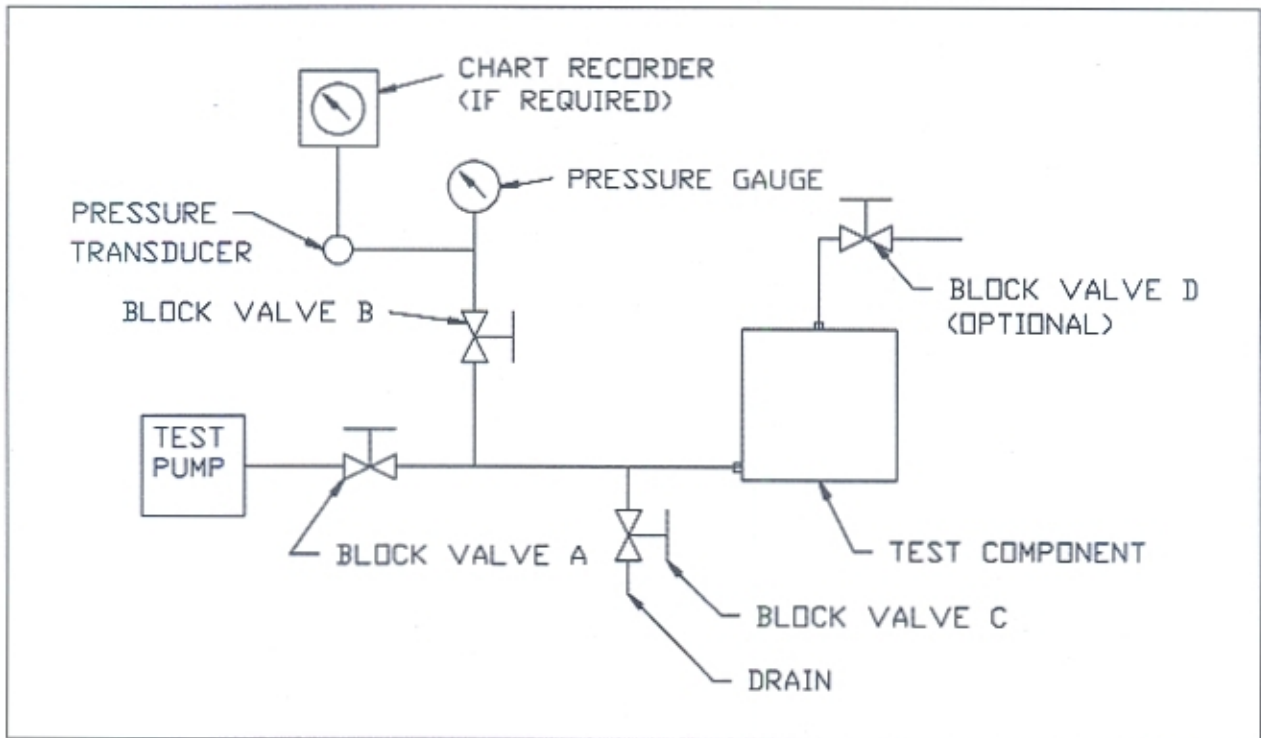 CHART RECORDER
(IF REQUIRED)
PRESSURE GAUGE
PRESSURE
TRANSDUCER
BLOCK VALVE B
BLOCK VALVE D
(OPTIONAL)
TEST
PUMP
BLOCK VALVE A
TEST COMPONENT
BLOCK VALVE C
DRAIN